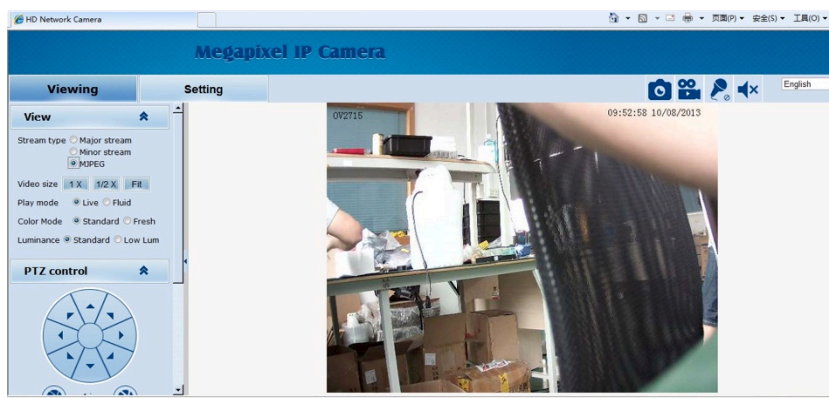 HD Network Camera
页面(P) 安全(S) 工具(O)
Megapixel IP Camera
Viewing Setting
English
View
Stream type Major stream
Minor stream
MJPEG
Video size 1 X 1/2 X Fit
Play mode Live Fluid
Color Mode Standard Fresh
Luminance Standard Low Lum
PTZ control
OV2715 09:52:58 10/08/2013